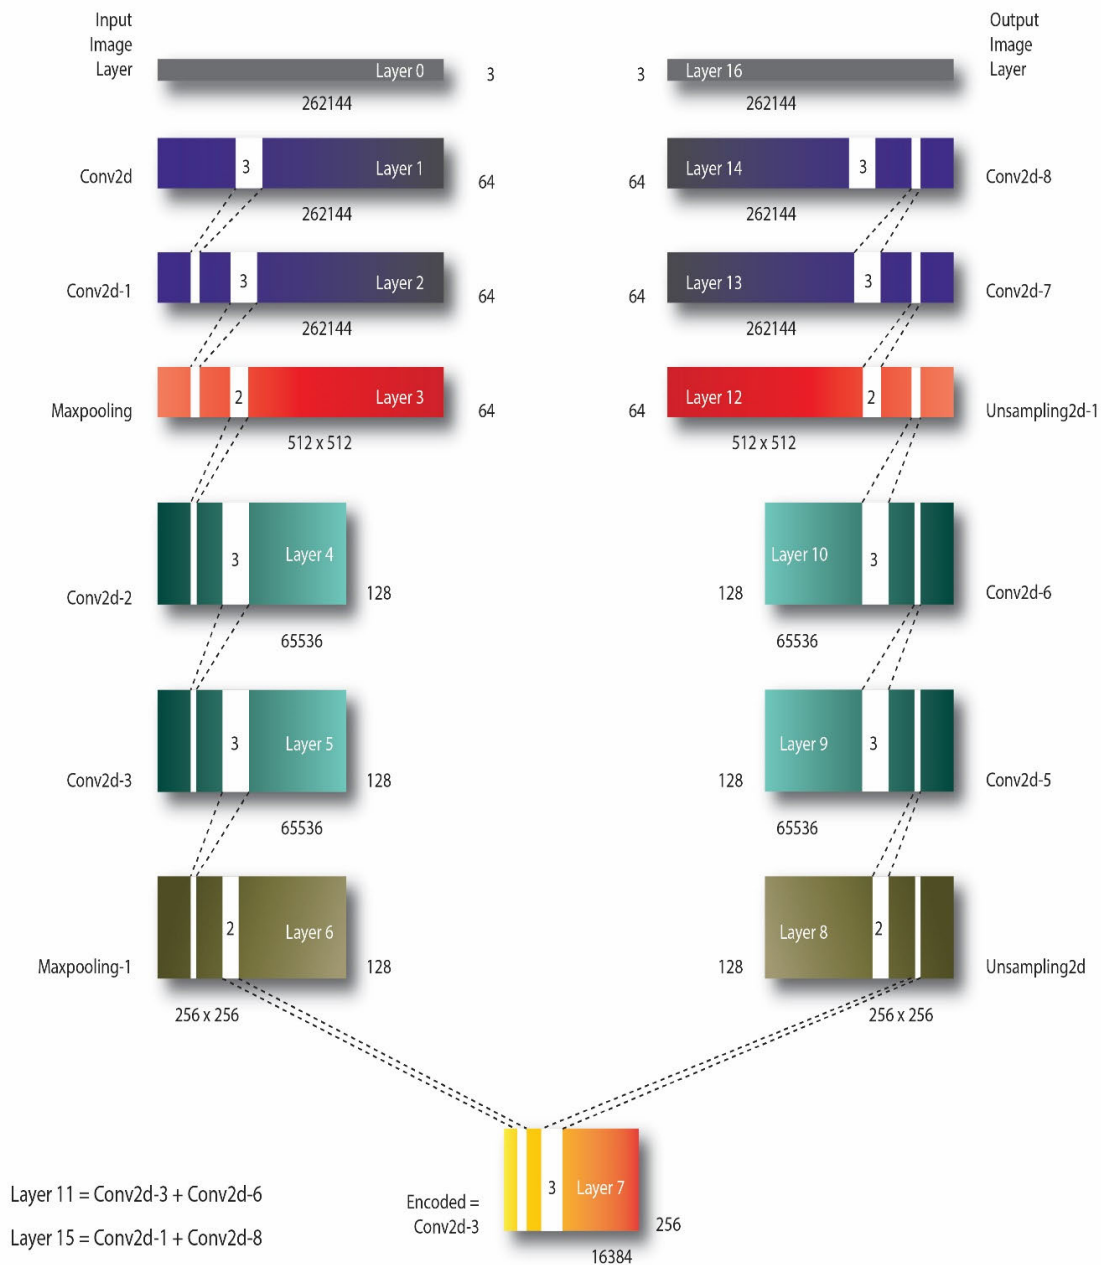 Input
Image
Layer
Layer 0
3
262144
Conv2d
3
Layer 1
64
262144
Conv2d-1
3
Layer 2
64
262144
Maxpooling
2
Layer 3
64
512 x 512
Conv2d-2
3
Layer 4
128
65536
Conv2d-3
3
Layer 5
128
65536
Maxpooling-1
2
Layer 6
128
256 x 256
Output
Image
Layer
3
Layer 16
262144
64
Layer 14
3
Conv2d-8
262144
64
Layer 13
3
Conv2d-7
262144
64
Layer 12
2
Unsampling2d-1
512 x 512
128
Layer 10
3
Conv2d-6
65536
128
Layer 9
3
Conv2d-5
65536
128
Layer 8
2
Unsampling2d
256 x 256
Encoded =
Conv2d-3
3
Layer 7
256
16384
Layer 11 = Conv2d-3 + Conv2d-6
Layer 15 = Conv2d-1 + Conv2d-8